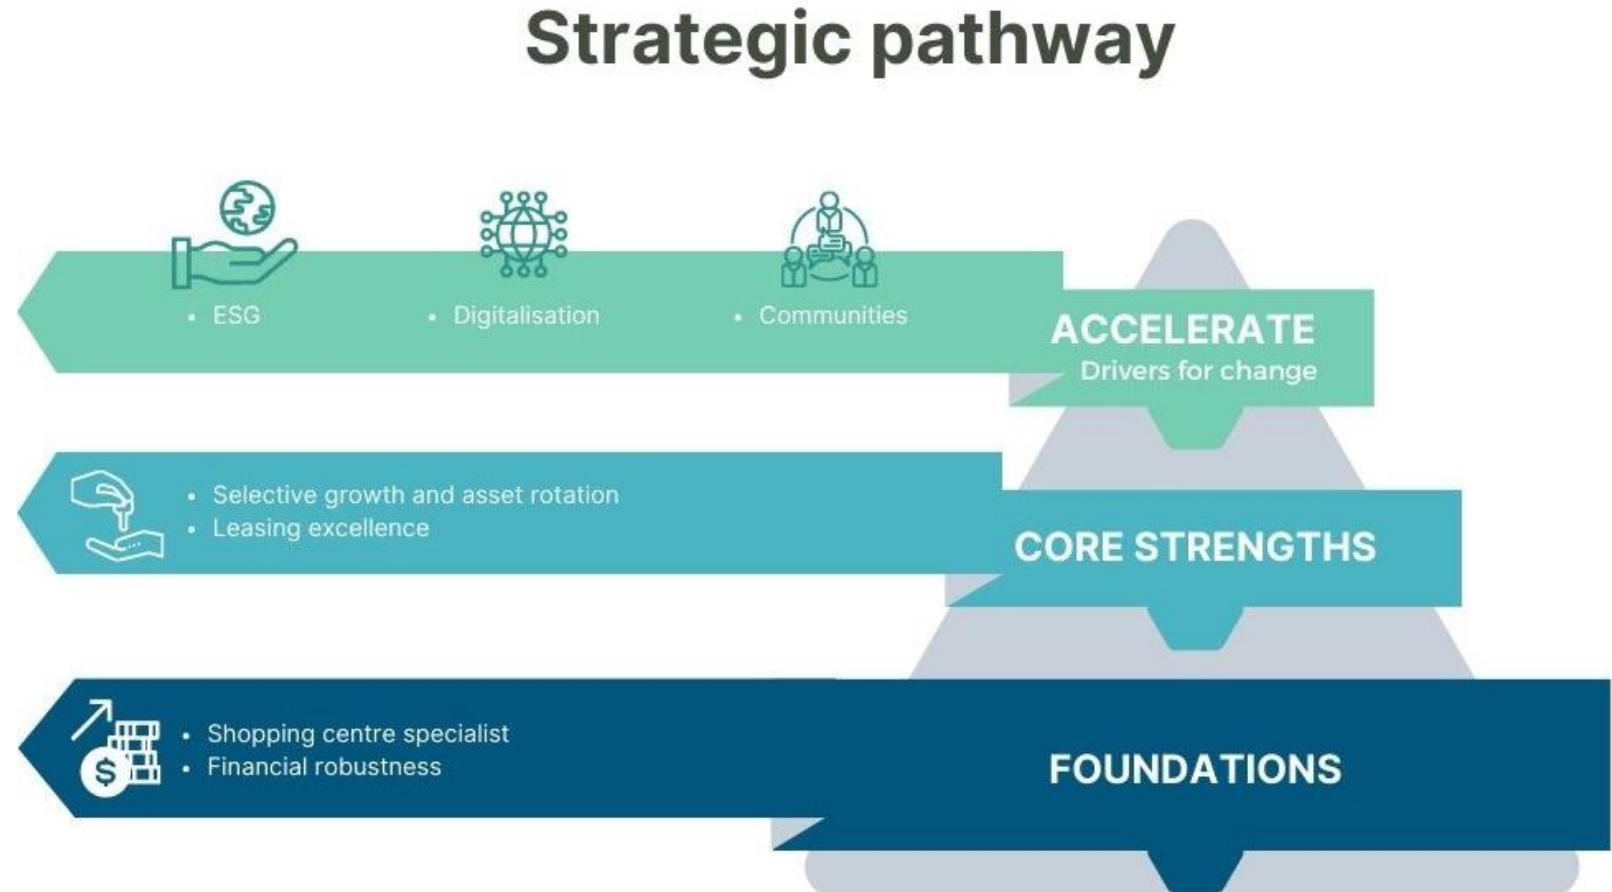 Strategic pathway
• ESG
• Digitalisation
• Communities
ACCELERATE
Drivers for change
• Selective growth and asset rotation
• Leasing excellence
CORE STRENGTHS
$
• Shopping centre specialist
• Financial robustness
FOUNDATIONS